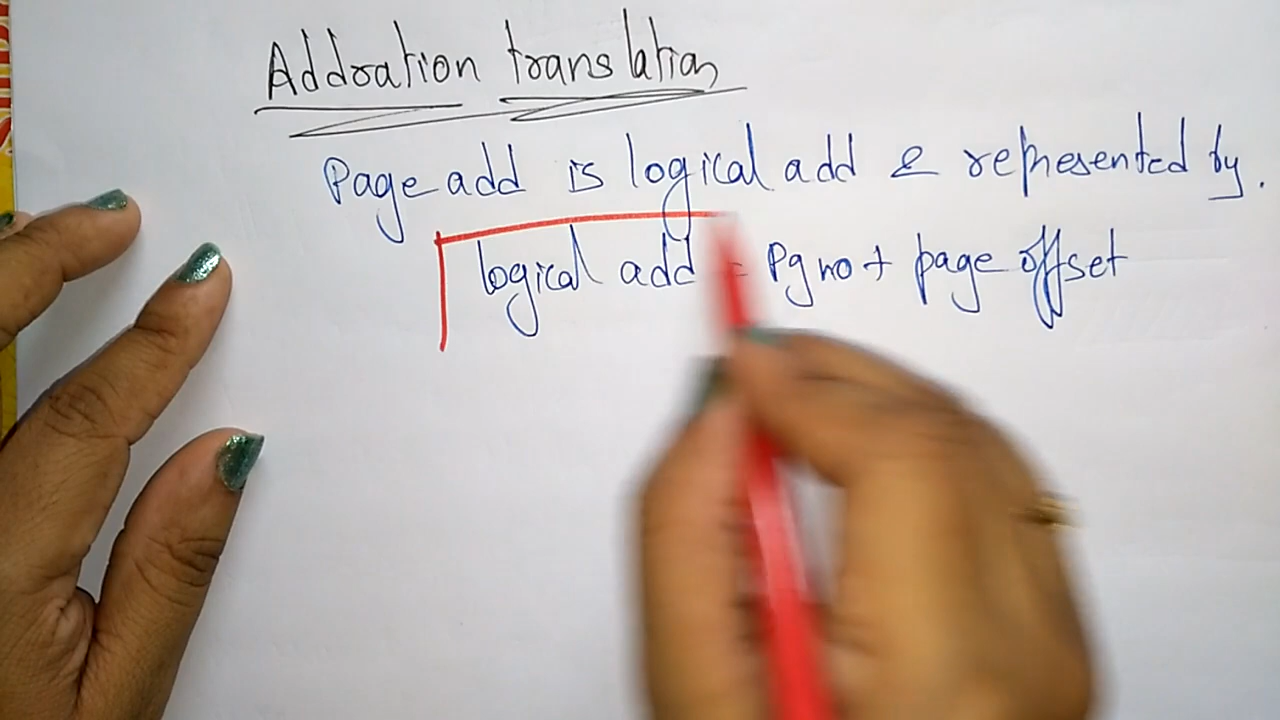 Addration translation
Page add is logical add & represented by.
logical add = Pg no + page offset